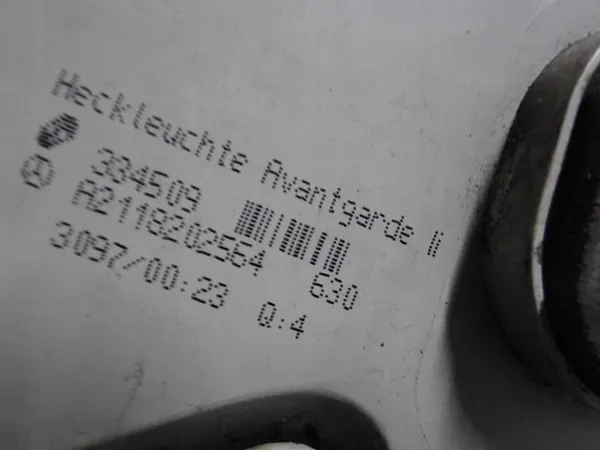 Heckleuchte Avantgarde li
334509
A2118202564 630
3097/00:23 Q:4